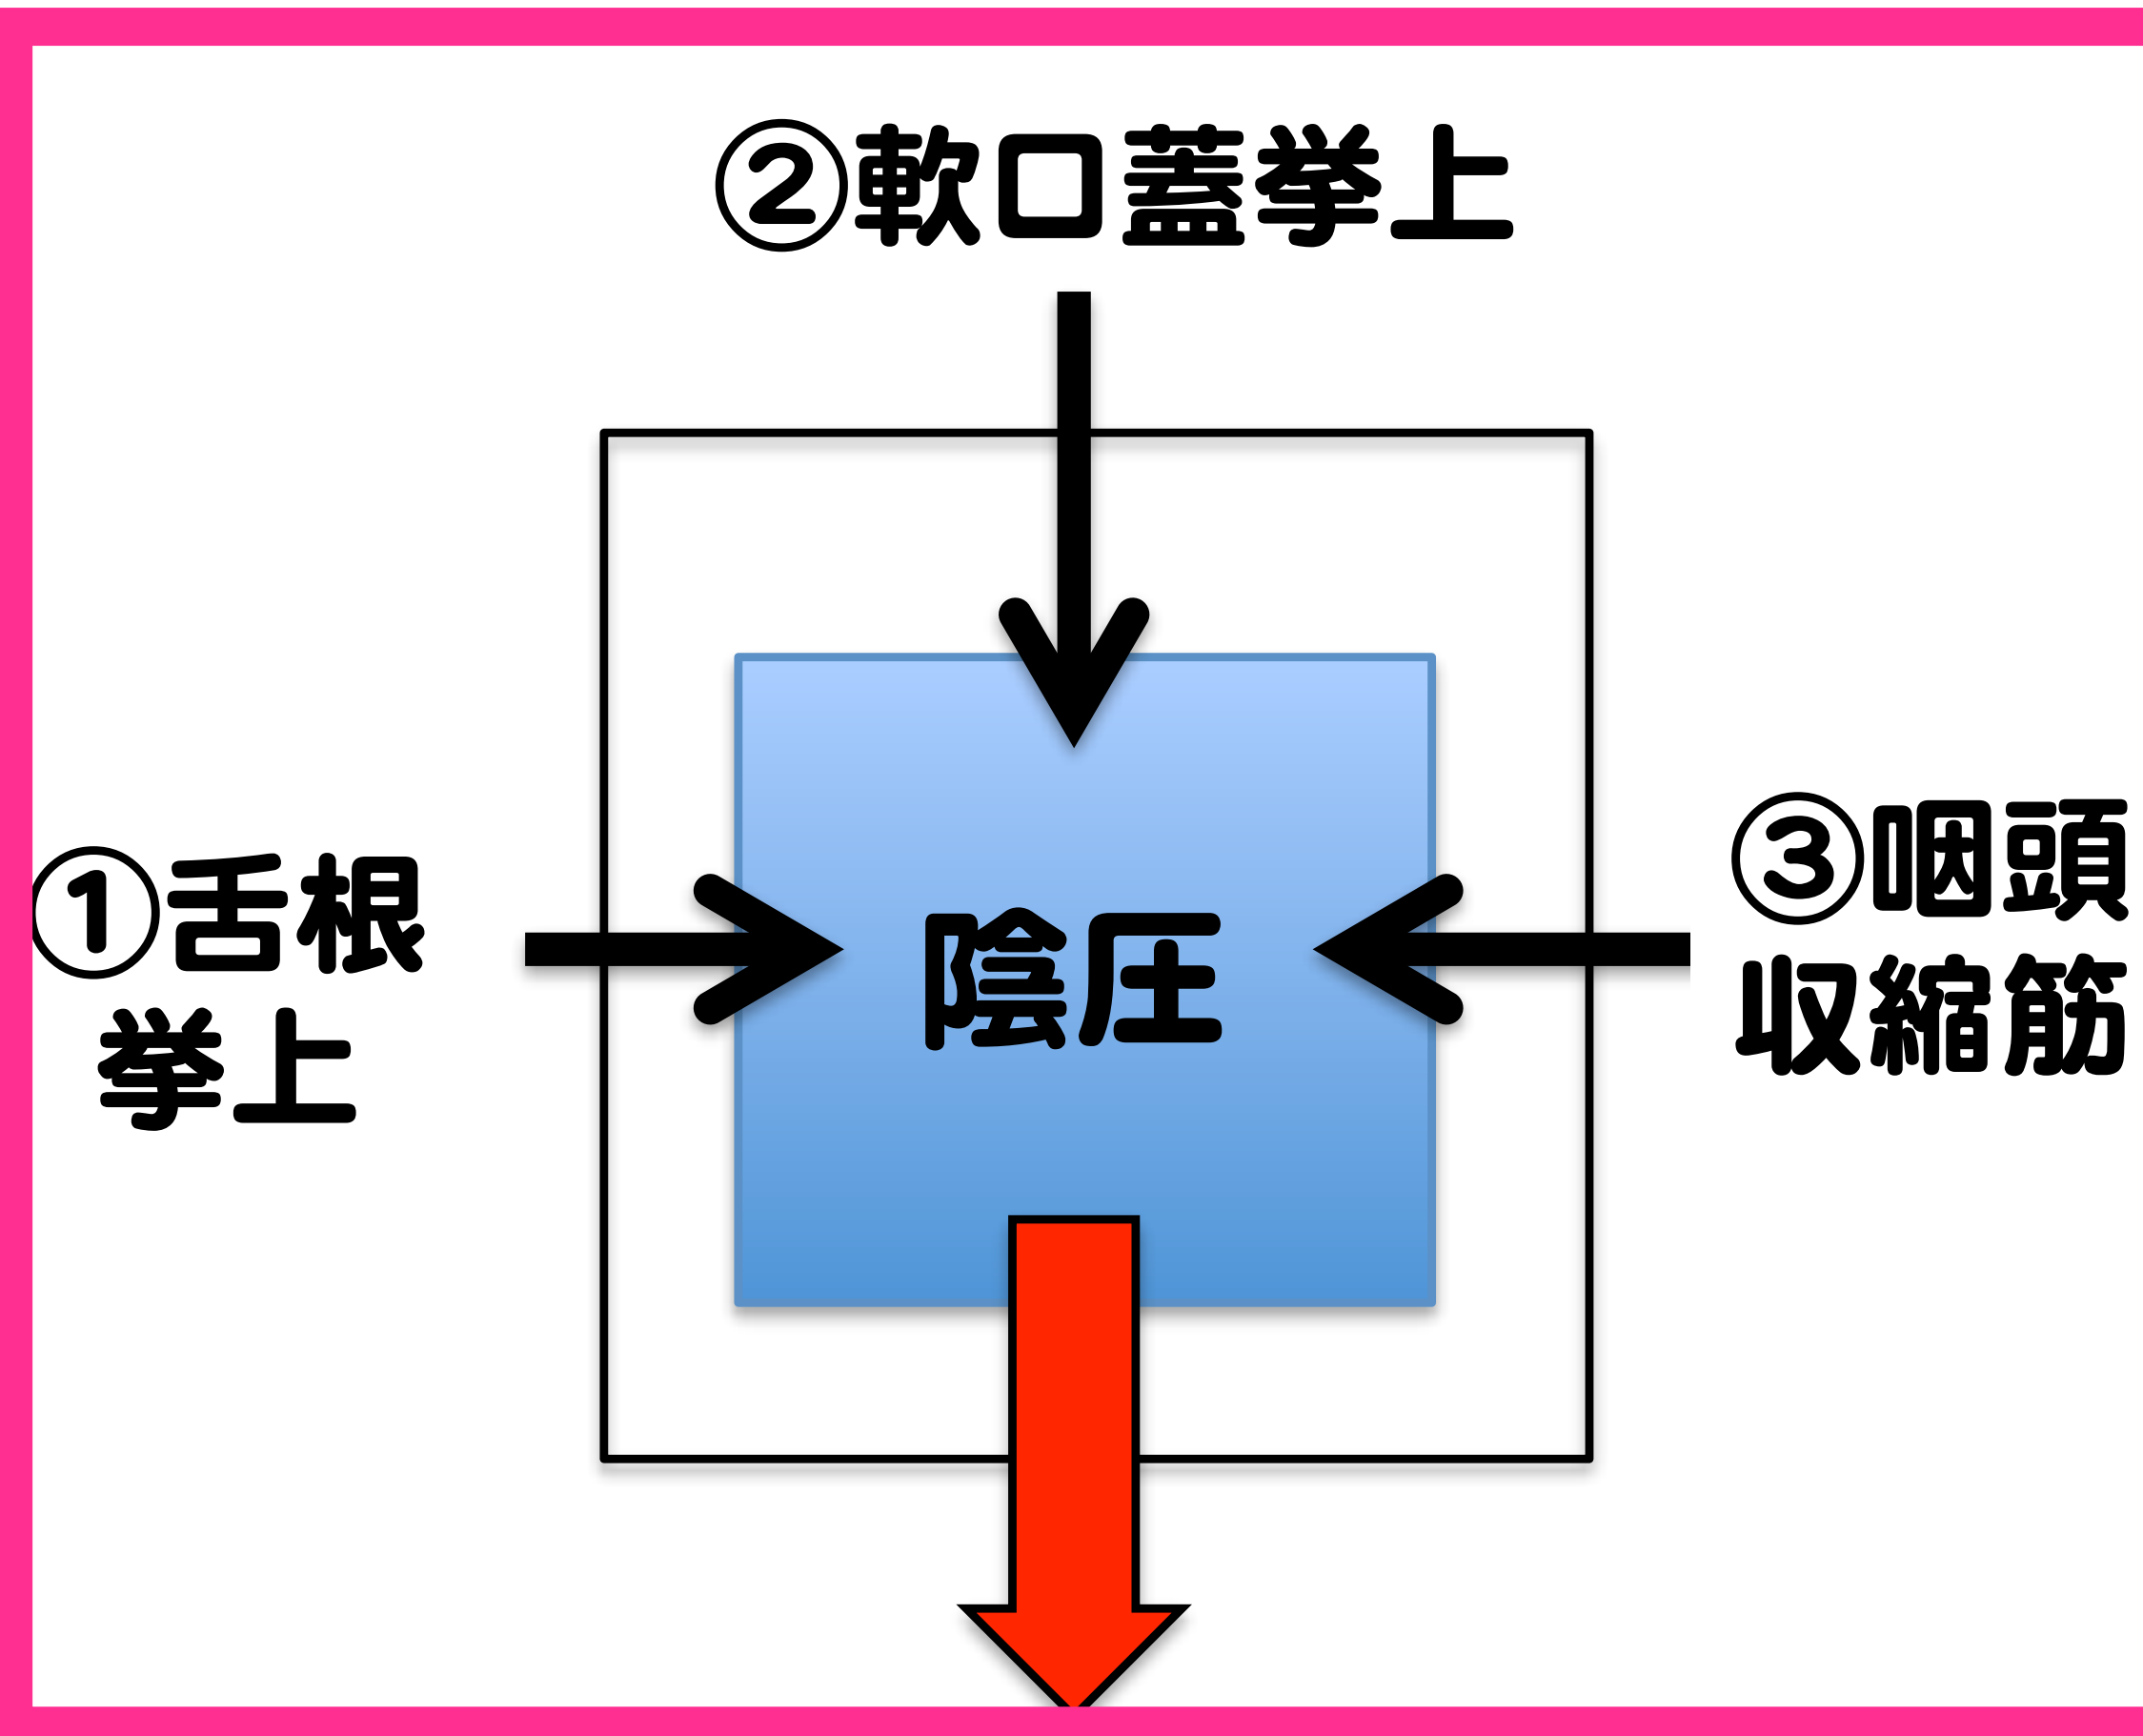 ②軟口蓋挙上
①舌根
挙上
陰圧
③咽頭
収縮筋